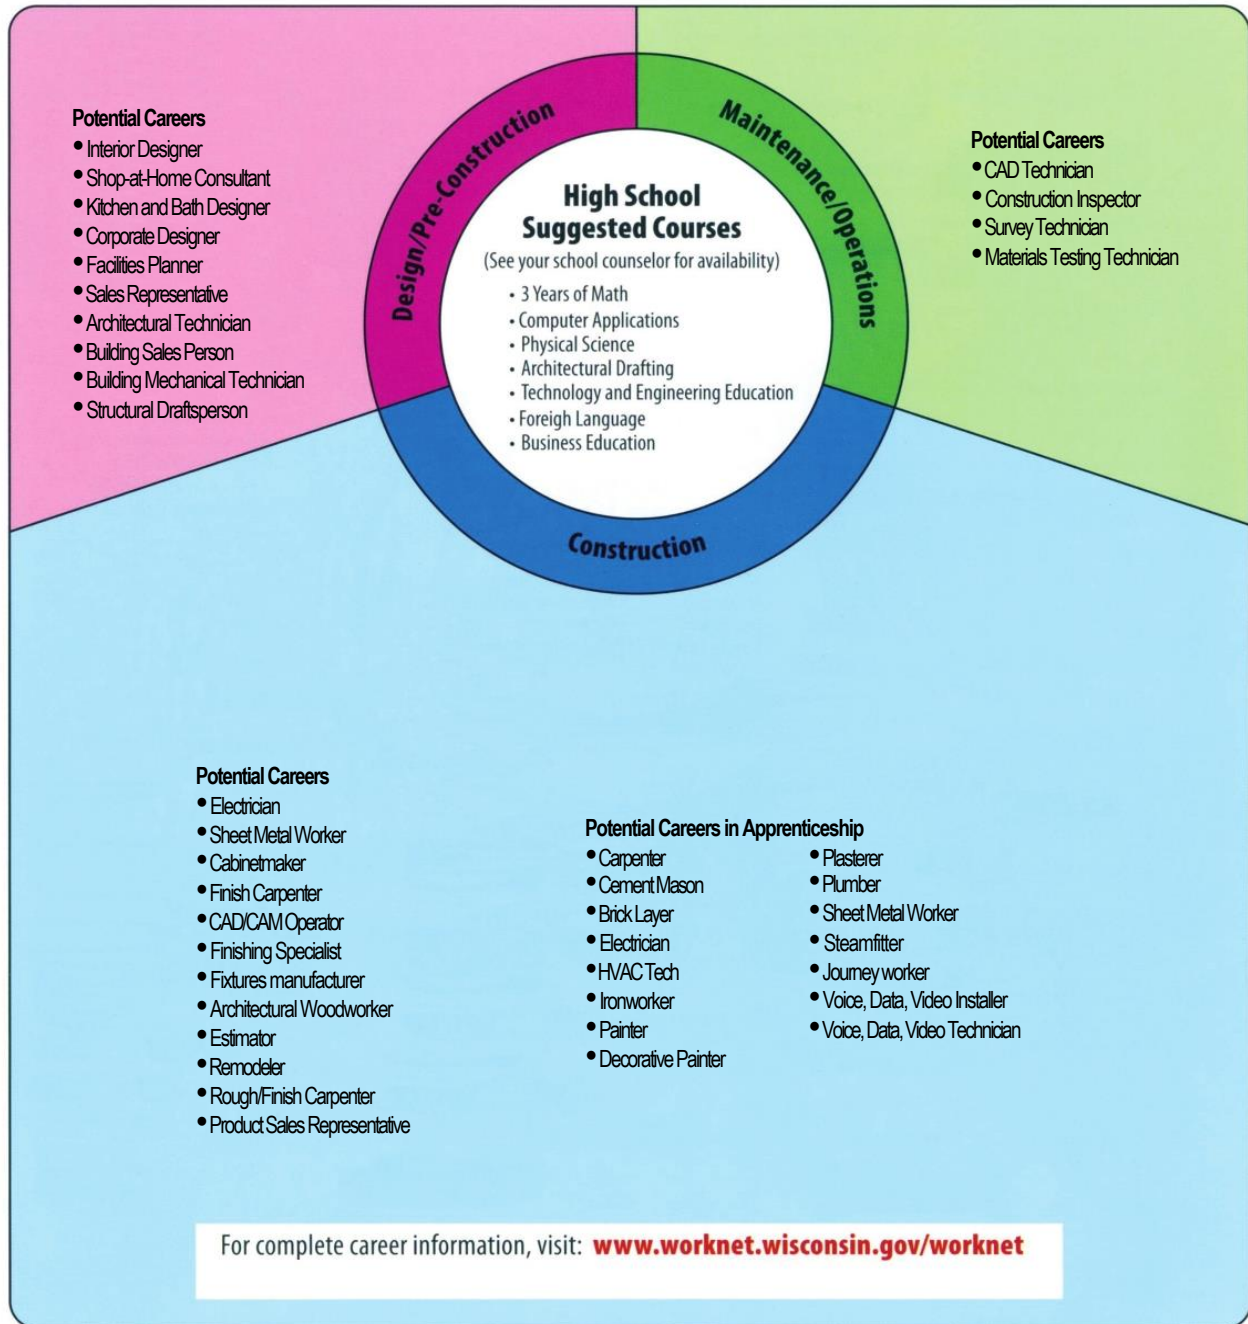 Potential Careers
• Interior Designer
• Shop-at-Home Consultant
• Kitchen and Bath Designer
• Corporate Designer
• Facilities Planner
• Sales Representative
• Architectural Technician
• Building Sales Person
• Building Mechanical Technician
• Structural Draftsperson
Design/Pre-Construction
Maintenance/Operations
Construction
High School
Suggested Courses
(See your school counselor for availability)
• 3 Years of Math
• Computer Applications
• Physical Science
• Architectural Drafting
• Technology and Engineering Education
• Foreigh Language
• Business Education
Potential Careers
• CAD Technician
• Construction Inspector
• Survey Technician
• Materials Testing Technician
Potential Careers
• Electrician
• Sheet Metal Worker
• Cabinetmaker
• Finish Carpenter
• CAD/CAM Operator
• Finishing Specialist
• Fixtures manufacturer
• Architectural Woodworker
• Estimator
• Remodeler
• Rough/Finish Carpenter
• Product Sales Representative
Potential Careers in Apprenticeship
• Carpenter
• Cement Mason
• Brick Layer
• Electrician
• HVAC Tech
• Ironworker
• Painter
• Decorative Painter
• Plasterer
• Plumber
• Sheet Metal Worker
• Steamfitter
• Journey worker
• Voice, Data, Video Installer
• Voice, Data, Video Technician
For complete career information, visit: www.worknet.wisconsin.gov/worknet